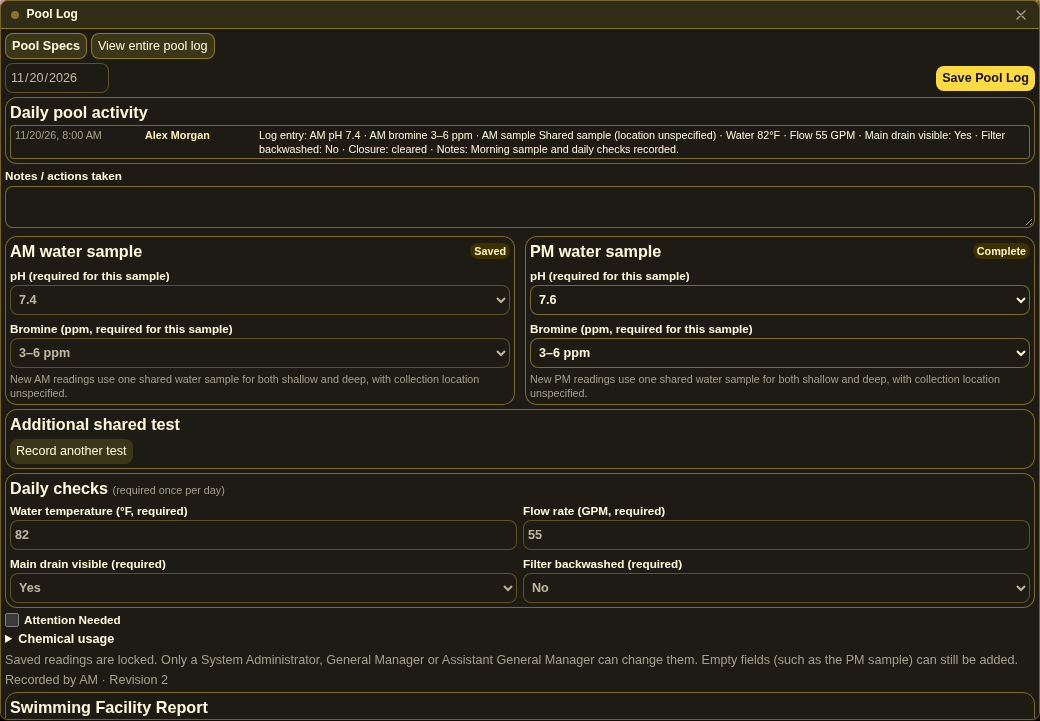 Pool Log
Pool Specs
View entire pool log
11/20/2026
Save Pool Log
Daily pool activity
11/20/26, 8:00 AM Alex Morgan Log entry: AM pH 7.4 · AM bromine 3–6 ppm · AM sample Shared sample (location unspecified) · Water 82°F · Flow 55 GPM · Main drain visible: Yes · Filter
backwashed: No · Closure: cleared · Notes: Morning sample and daily checks recorded.
Notes / actions taken
AM water sample
Saved
pH (required for this sample)
7.4
Bromine (ppm, required for this sample)
3–6 ppm
New AM readings use one shared water sample for both shallow and deep, with collection location
unspecified.
PM water sample
Complete
pH (required for this sample)
7.6
Bromine (ppm, required for this sample)
3–6 ppm
New PM readings use one shared water sample for both shallow and deep, with collection location
unspecified.
Additional shared test
Record another test
Daily checks (required once per day)
Water temperature (°F, required)
82
Flow rate (GPM, required)
55
Main drain visible (required)
Yes
Filter backwashed (required)
No
Attention Needed
Chemical usage
Saved readings are locked. Only a System Administrator, General Manager or Assistant General Manager can change them. Empty fields (such as the PM sample) can still be added.
Recorded by AM · Revision 2
Swimming Facility Report